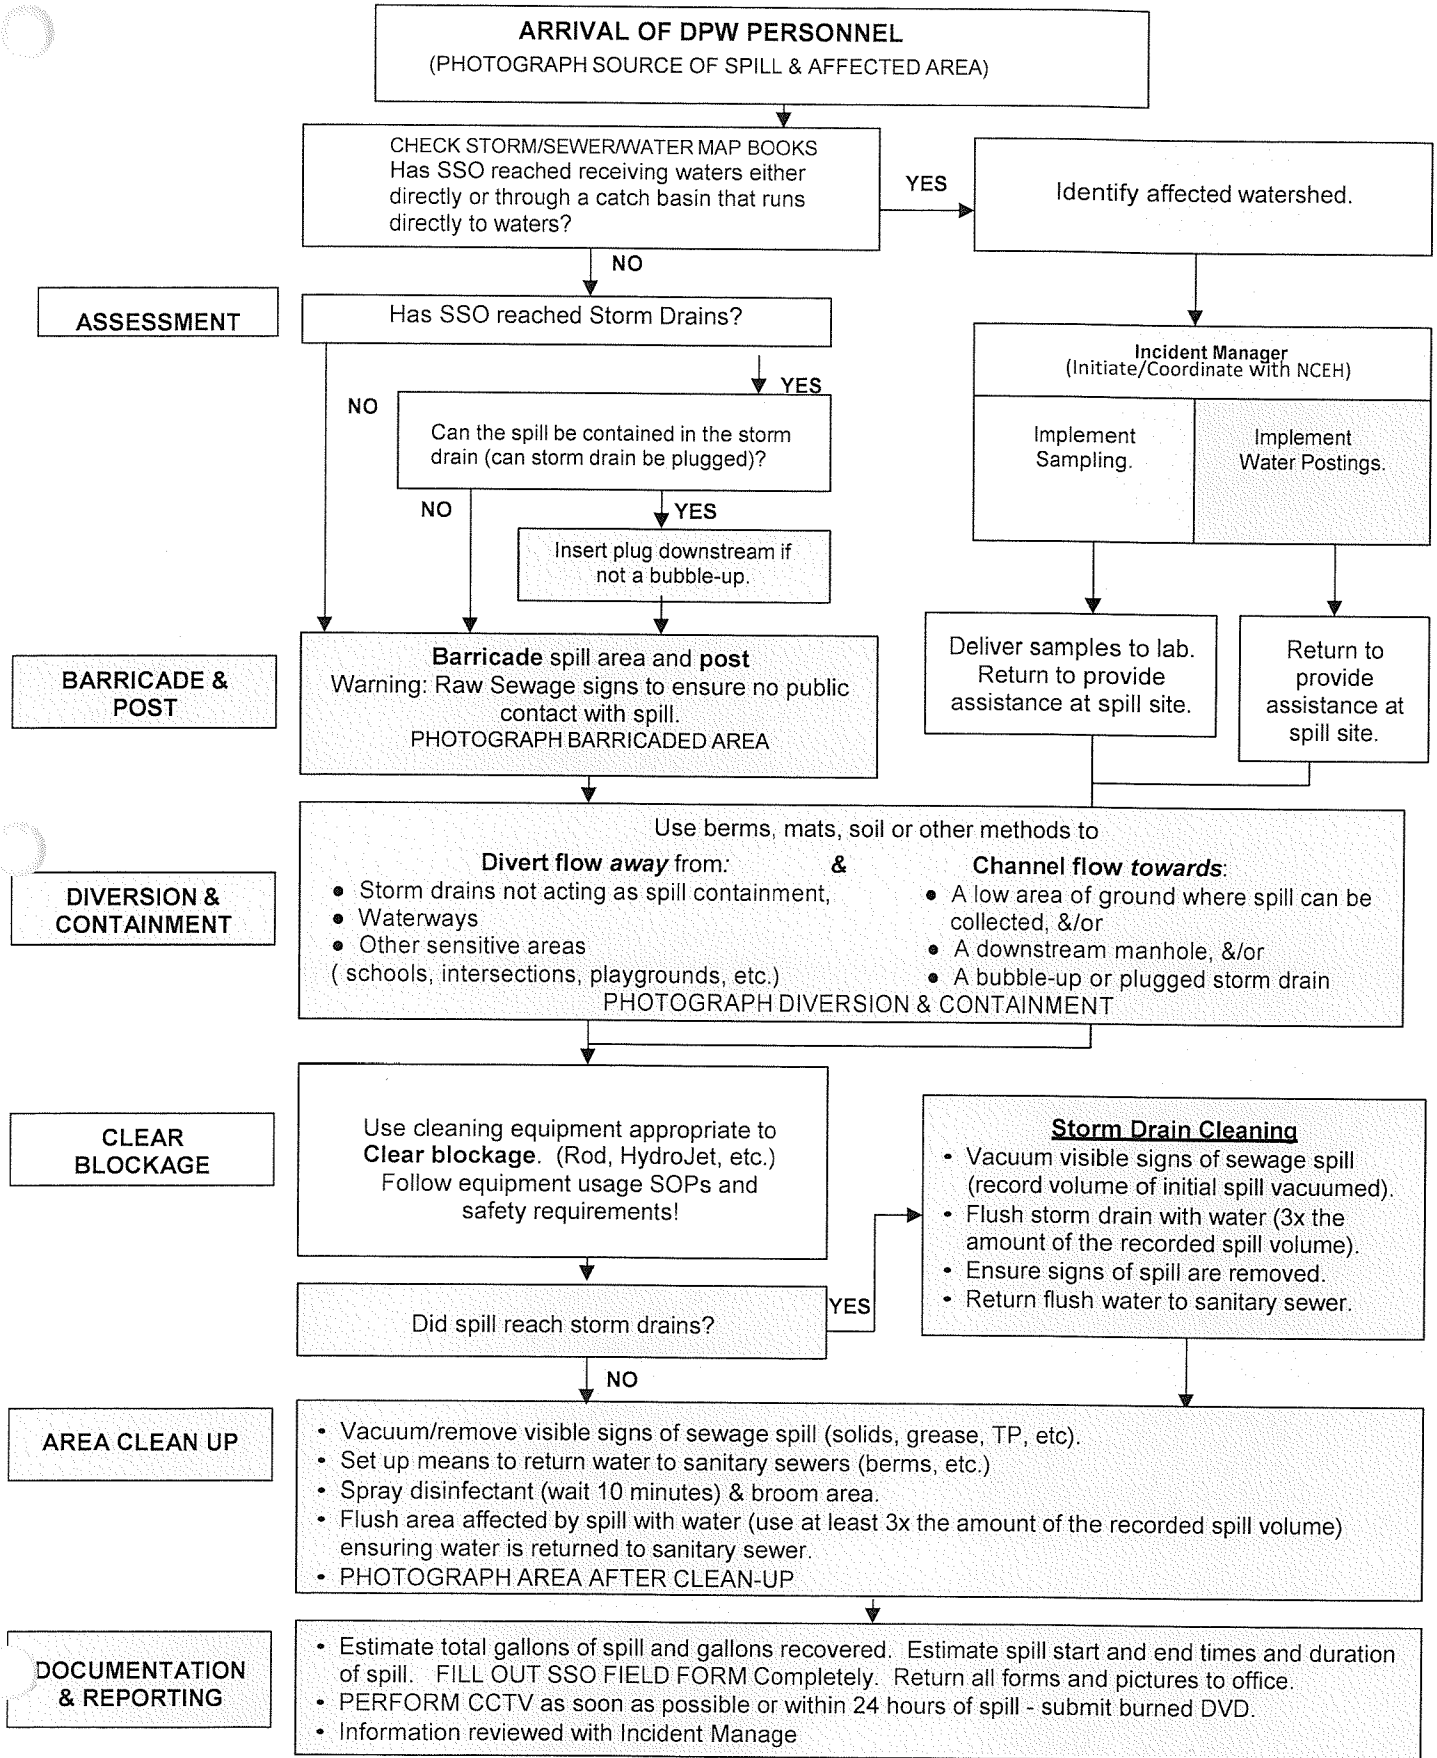 ARRIVAL OF DPW PERSONNEL
(PHOTOGRAPH SOURCE OF SPILL & AFFECTED AREA)
CHECK STORM/SEWER/WATER MAP BOOKS
Has SSO reached receiving waters either
directly or through a catch basin that runs
directly to waters?
YES
Identify affected watershed.
NO
ASSESSMENT
Has SSO reached Storm Drains?
Incident Manager
(Initiate/Coordinate with NCEH)
Implement
Sampling.
Implement
Water Postings.
YES
NO
Can the spill be contained in the storm
drain (can storm drain be plugged)?
NO
YES
Insert plug downstream if
not a bubble-up.
BARRICADE &
POST
Barricade spill area and post
Warning: Raw Sewage signs to ensure no public
contact with spill.
PHOTOGRAPH BARRICADED AREA
Deliver samples to lab.
Return to provide
assistance at spill site.
Return to
provide
assistance at
spill site.
DIVERSION &
CONTAINMENT
Use berms, mats, soil or other methods to
Divert flow away from:
&
Channel flow towards:
● Storm drains not acting as spill containment,
● Waterways
● Other sensitive areas
( schools, intersections, playgrounds, etc.)
● A low area of ground where spill can be
collected, &/or
● A downstream manhole, &/or
● A bubble-up or plugged storm drain
PHOTOGRAPH DIVERSION & CONTAINMENT
CLEAR
BLOCKAGE
Use cleaning equipment appropriate to
Clear blockage. (Rod, HydroJet, etc.)
Follow equipment usage SOPs and
safety requirements!
Storm Drain Cleaning
• Vacuum visible signs of sewage spill
(record volume of initial spill vacuumed).
• Flush storm drain with water (3x the
amount of the recorded spill volume).
• Ensure signs of spill are removed.
• Return flush water to sanitary sewer.
Did spill reach storm drains?
YES
NO
AREA CLEAN UP
• Vacuum/remove visible signs of sewage spill (solids, grease, TP, etc).
• Set up means to return water to sanitary sewers (berms, etc.)
• Spray disinfectant (wait 10 minutes) & broom area.
• Flush area affected by spill with water (use at least 3x the amount of the recorded spill volume)
ensuring water is returned to sanitary sewer.
• PHOTOGRAPH AREA AFTER CLEAN-UP
DOCUMENTATION
& REPORTING
• Estimate total gallons of spill and gallons recovered. Estimate spill start and end times and duration
of spill. FILL OUT SSO FIELD FORM Completely. Return all forms and pictures to office.
• PERFORM CCTV as soon as possible or within 24 hours of spill - submit burned DVD.
• Information reviewed with Incident Manage